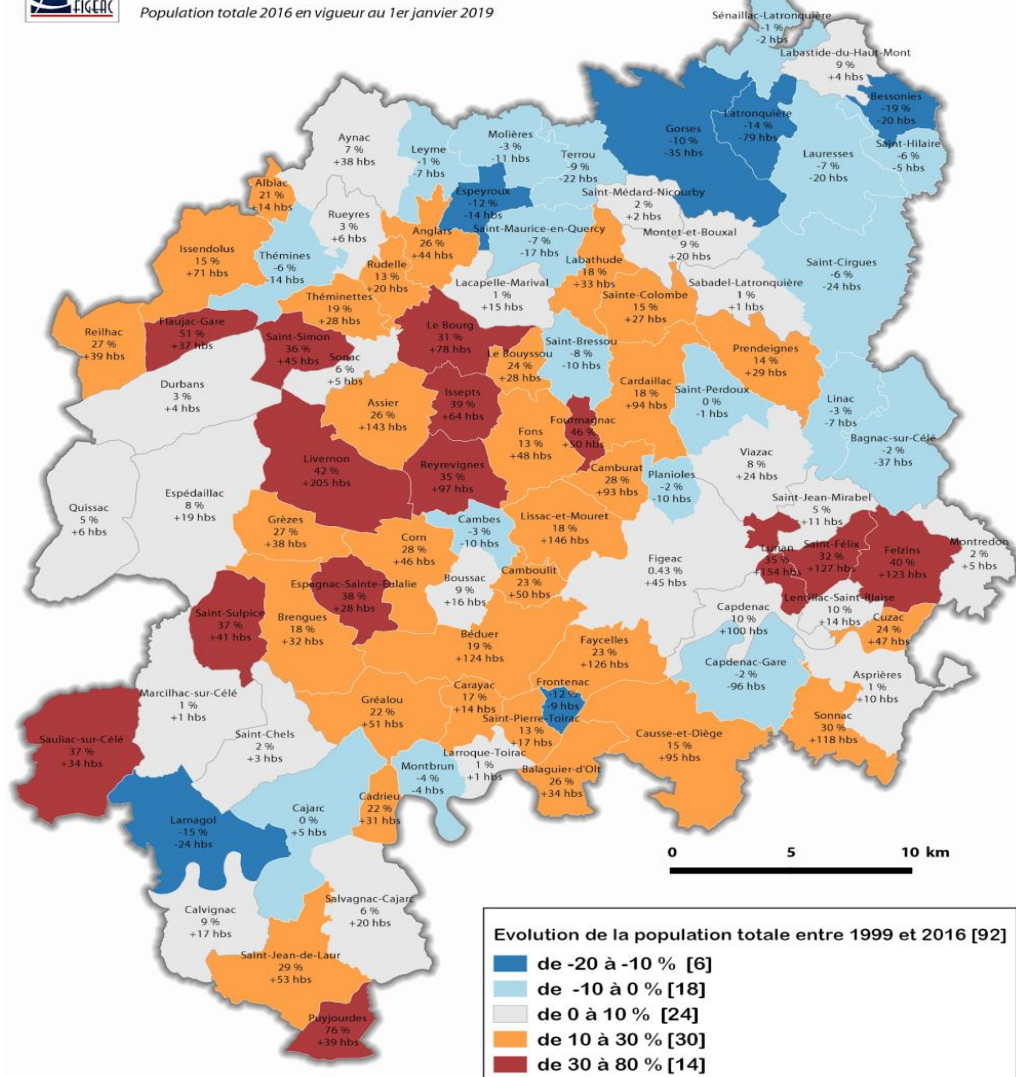 FIGEAC
Population totale 2016 en vigueur au 1er janvier 2019
Sénaillac-Latronquière
-1 %
-2 hbs
Labastide-du-Haut-Mont
9 %
+4 hbs
Bessonies
-19 %
-20 hbs
Latronquière
-14 %
-79 hbs
Gorses
-10 %
-35 hbs
Saint-Hilaire
-6 %
-5 hbs
Lauresses
-7 %
-20 hbs
Aynac
7 %
+38 hbs
Leyme
-1 %
-7 hbs
Molières
-3 %
-11 hbs
Terrou
-9 %
-22 hbs
Albiac
21 %
+14 hbs
Espeyroux
-12 %
-14 hbs
Saint-Médard-Nicourby
2 %
+2 hbs
Rueyres
3 %
+6 hbs
Anglars
26 %
+44 hbs
Saint-Maurice-en-Quercy
-7 %
-17 hbs
Montet-et-Bouxal
9 %
+20 hbs
Issendolus
15 %
+71 hbs
Thémines
-6 %
-14 hbs
Rudelle
13 %
+20 hbs
Labathude
18 %
+33 hbs
Saint-Cirgues
-6 %
-24 hbs
Lacapelle-Marival
1 %
+15 hbs
Sabadel-Latronquière
1 %
+1 hbs
Théminettes
19 %
+28 hbs
Sainte-Colombe
15 %
+27 hbs
Reilhac
27 %
+39 hbs
Flaujac-Gare
51 %
+37 hbs
Saint-Simon
36 %
+45 hbs
Le Bourg
31 %
+78 hbs
Saint-Bressou
-8 %
-10 hbs
Prendeignes
14 %
+29 hbs
Sonac
6 %
+5 hbs
Le Bouyssou
24 %
+28 hbs
Durbans
3 %
+4 hbs
Cardaillac
18 %
+94 hbs
Saint-Perdoux
0 %
-1 hbs
Issepts
39 %
+64 hbs
Assier
26 %
+143 hbs
Linac
-3 %
-7 hbs
Fourmagnac
46 %
+50 hbs
Fons
13 %
+48 hbs
Bagnac-sur-Célé
-2 %
-37 hbs
Livernon
42 %
+205 hbs
Reyrevignes
35 %
+97 hbs
Viazac
8 %
+24 hbs
Camburat
28 %
+93 hbs
Planioles
-2 %
-10 hbs
Quissac
5 %
+6 hbs
Espédaillac
8 %
+19 hbs
Saint-Jean-Mirabel
5 %
+11 hbs
Grèzes
27 %
+38 hbs
Cambes
-3 %
-10 hbs
Lissac-et-Mouret
18 %
+146 hbs
Corn
28 %
+46 hbs
Lunan
35 %
+154 hbs
Saint-Félix
32 %
+127 hbs
Felzins
40 %
+123 hbs
Montredon
2 %
+5 hbs
Figeac
0.43 %
+45 hbs
Camboulit
23 %
+50 hbs
Boussac
9 %
+16 hbs
Espagnac-Sainte-Eulalie
38 %
+28 hbs
Lentillac-Saint-Blaise
10 %
+14 hbs
Saint-Sulpice
37 %
+41 hbs
Brengues
18 %
+32 hbs
Capdenac
10 %
+100 hbs
Cuzac
24 %
+47 hbs
Béduer
19 %
+124 hbs
Faycelles
23 %
+126 hbs
Capdenac-Gare
-2 %
-96 hbs
Asprières
1 %
+10 hbs
Marcilhac-sur-Célé
1 %
+1 hbs
Gréalou
22 %
+51 hbs
Carayac
17 %
+14 hbs
Frontenac
-12 %
-9 hbs
Sonnac
30 %
+118 hbs
Sauliac-sur-Célé
37 %
+34 hbs
Saint-Chels
2 %
+3 hbs
Saint-Pierre-Toirac
13 %
+17 hbs
Causse-et-Diège
15 %
+95 hbs
Larroque-Toirac
1 %
+1 hbs
Balaguier-d'Olt
26 %
+34 hbs
Montbrun
-4 %
-4 hbs
Cadrieu
22 %
+31 hbs
Cajarc
0 %
+5 hbs
Larnagol
-15 %
-24 hbs
0 5 10 km
Salvagnac-Cajarc
6 %
+20 hbs
Calvignac
9 %
+17 hbs
Saint-Jean-de-Laur
29 %
+53 hbs
Puyjourdes
76 %
+39 hbs
Evolution de la population totale entre 1999 et 2016 [92]
de -20 à -10 % [6]
de -10 à 0 % [18]
de 0 à 10 % [24]
de 10 à 30 % [30]
de 30 à 80 % [14]